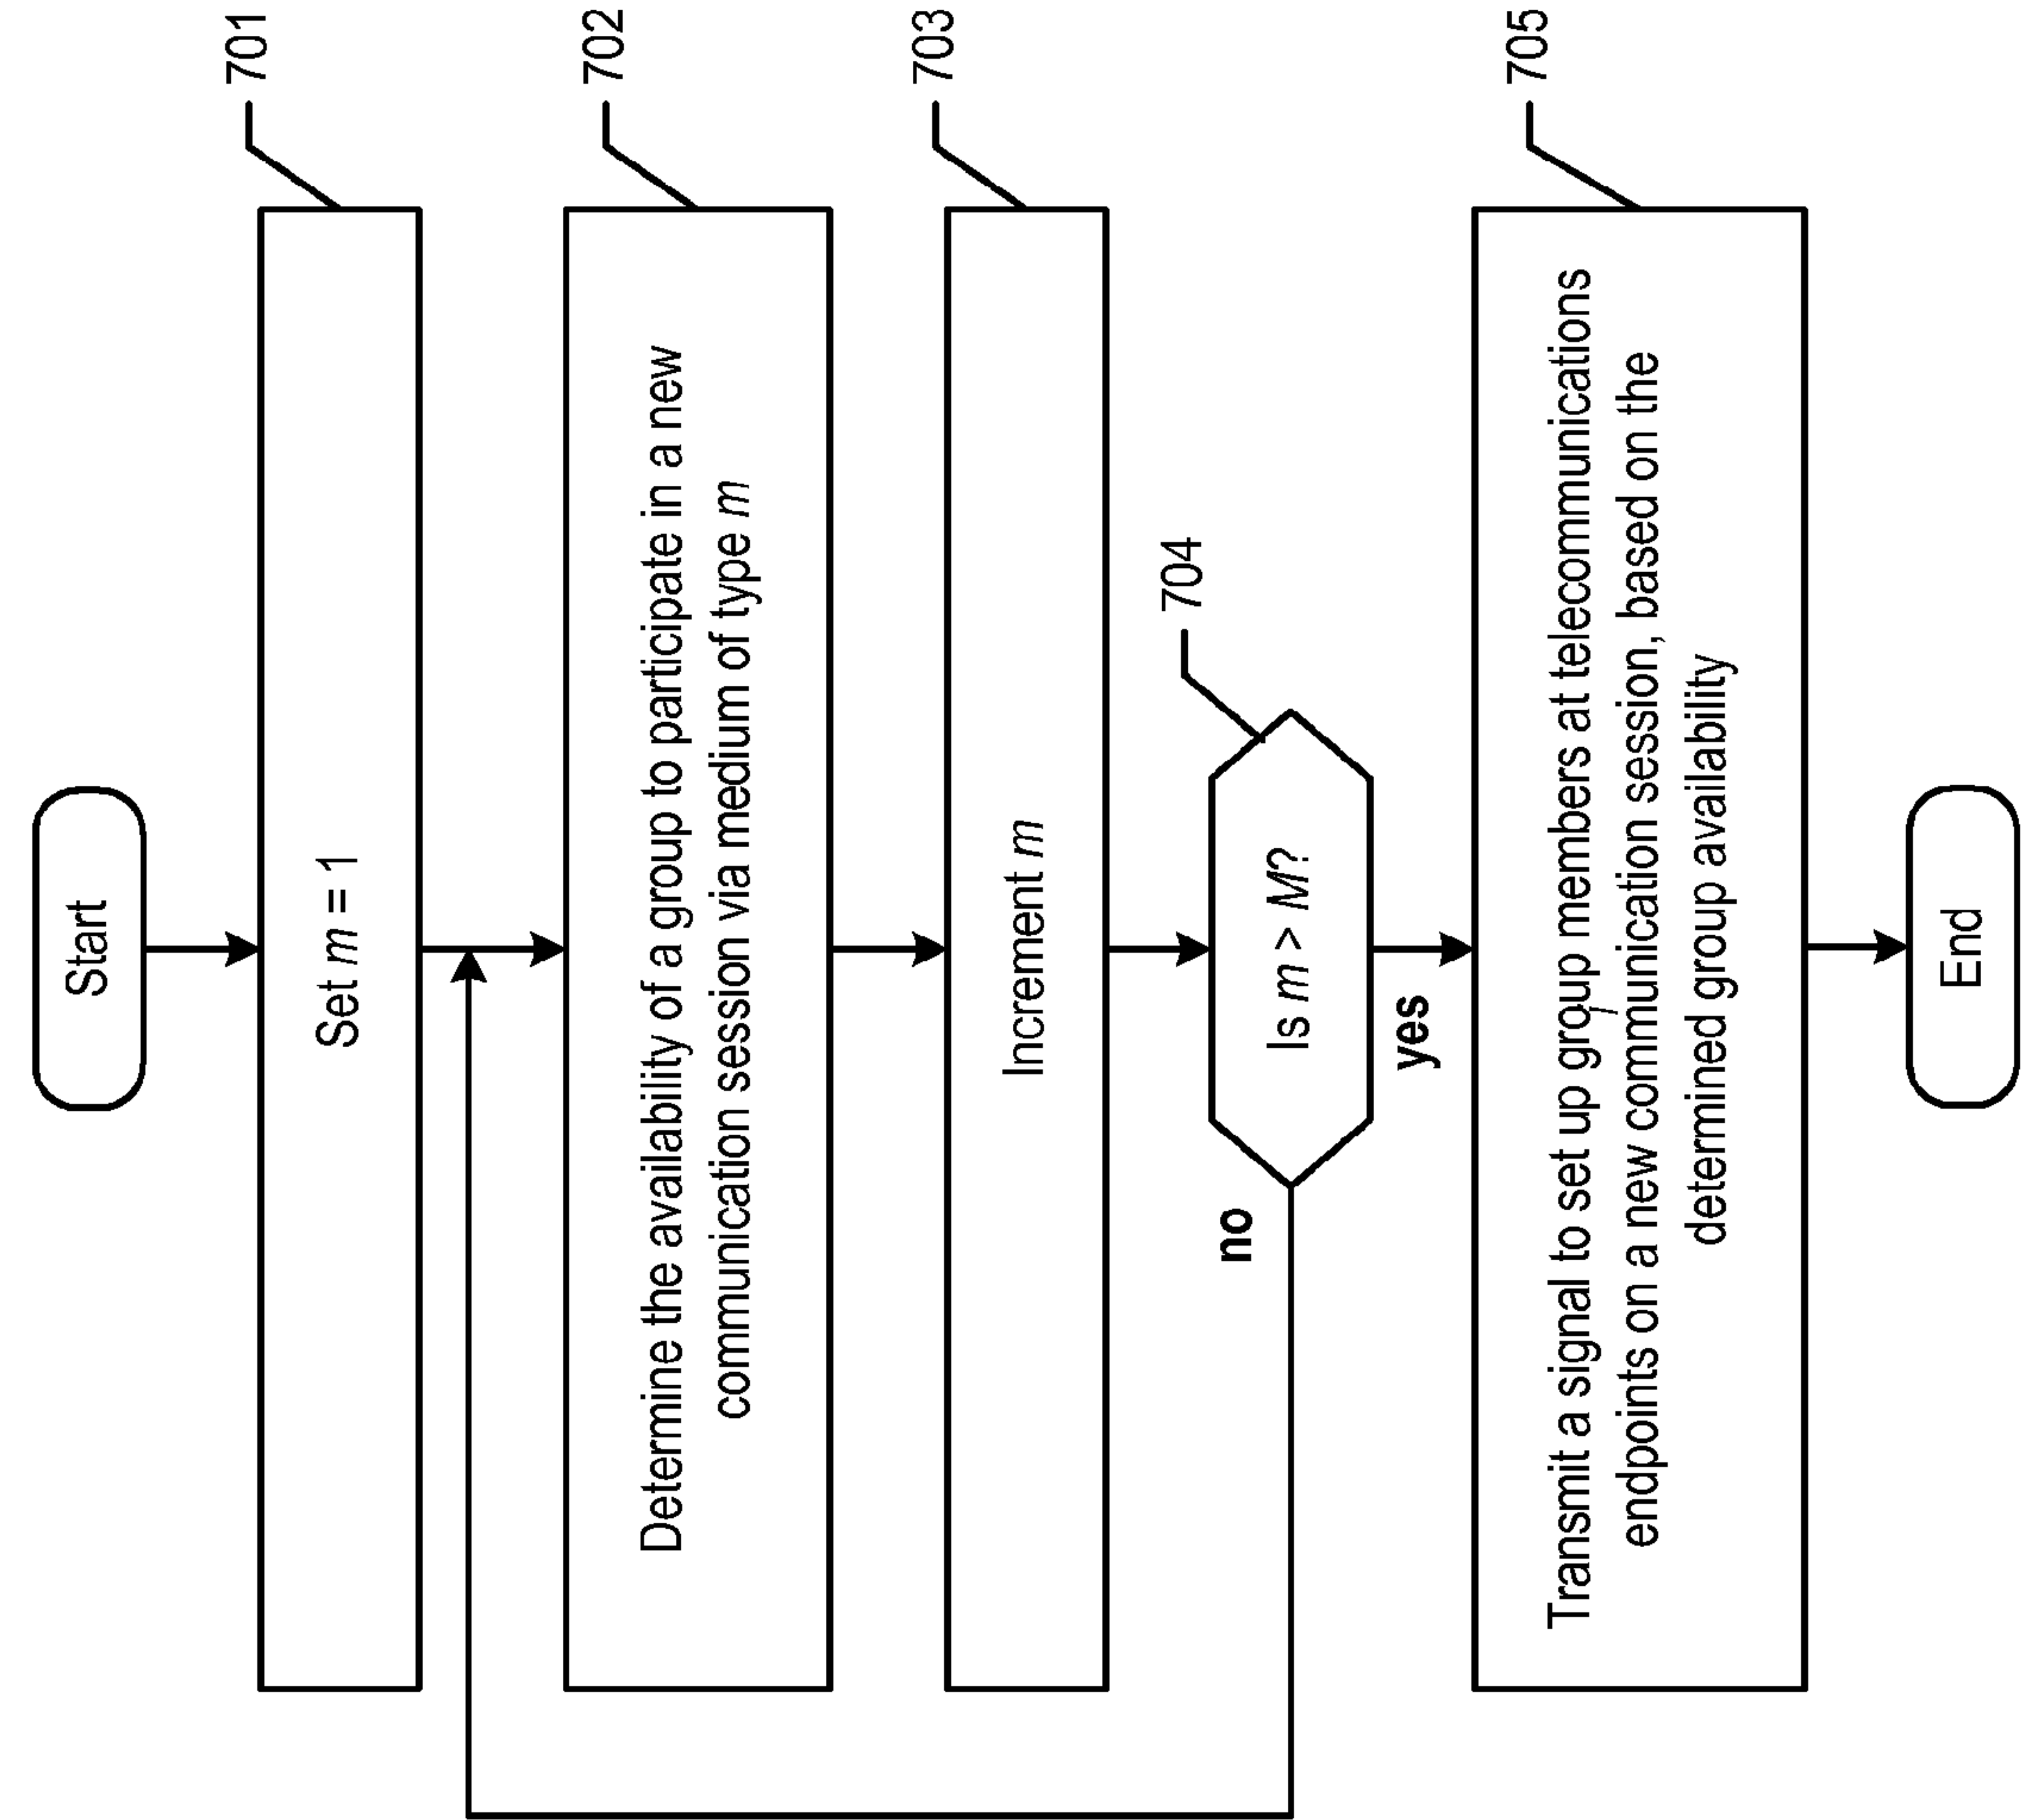 Start
701
Set m = 1
702
Determine the availability of a group to participate in a new
communication session via medium of type m
703
Increment m
704
Is m > M?
no
yes
705
Transmit a signal to set up group members at telecommunications
endpoints on a new communication session, based on the
determined group availability
End